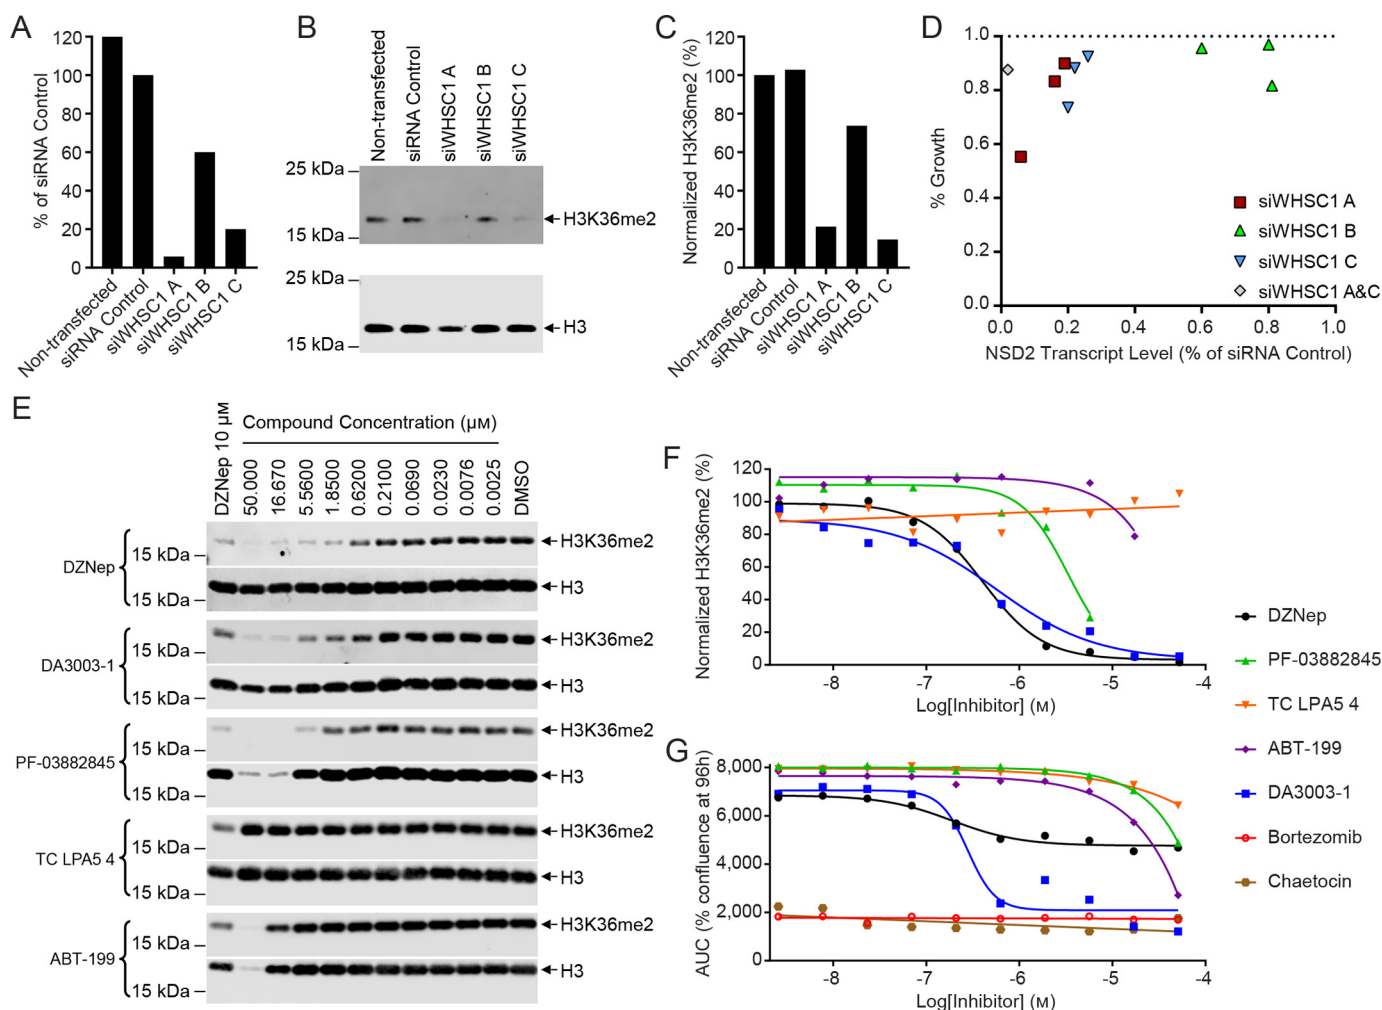 A
% of siRNA Control
120
100
80
60
40
20
0
Non-transfected
siRNA Control
siWHSC1 A
siWHSC1 B
siWHSC1 C
B
Non-transfected
siRNA Control
siWHSC1 A
siWHSC1 B
siWHSC1 C
25 kDa
15 kDa
H3K36me2
25 kDa
15 kDa
H3
C
Normalized H3K36me2 (%)
120
100
80
60
40
20
0
Non-transfected
siRNA Control
siWHSC1 A
siWHSC1 B
siWHSC1 C
D
% Growth
1.0
0.8
0.6
0.4
0.2
0.0
0.0 0.2 0.4 0.6 0.8 1.0
NSD2 Transcript Level (% of siRNA Control)
siWHSC1 A
siWHSC1 B
siWHSC1 C
siWHSC1 A&C
E
DZNep 10 μM
Compound Concentration (μM)
50.000
16.670
5.5600
1.8500
0.6200
0.2100
0.0690
0.0230
0.0076
0.0025
DMSO
DZNep
15 kDa
H3K36me2
15 kDa
H3
DA3003-1
15 kDa
H3K36me2
15 kDa
H3
PF-03882845
15 kDa
H3K36me2
15 kDa
H3
TC LPA5 4
15 kDa
H3K36me2
15 kDa
H3
ABT-199
15 kDa
H3K36me2
15 kDa
H3
F
Normalized H3K36me2 (%)
120
100
80
60
40
20
0
-8 -7 -6 -5 -4
Log[Inhibitor] (M)
G
AUC (% confluence at 96h)
8,000
6,000
4,000
2,000
0
-8 -7 -6 -5 -4
Log[Inhibitor] (M)
DZNep
PF-03882845
TC LPA5 4
ABT-199
DA3003-1
Bortezomib
Chaetocin